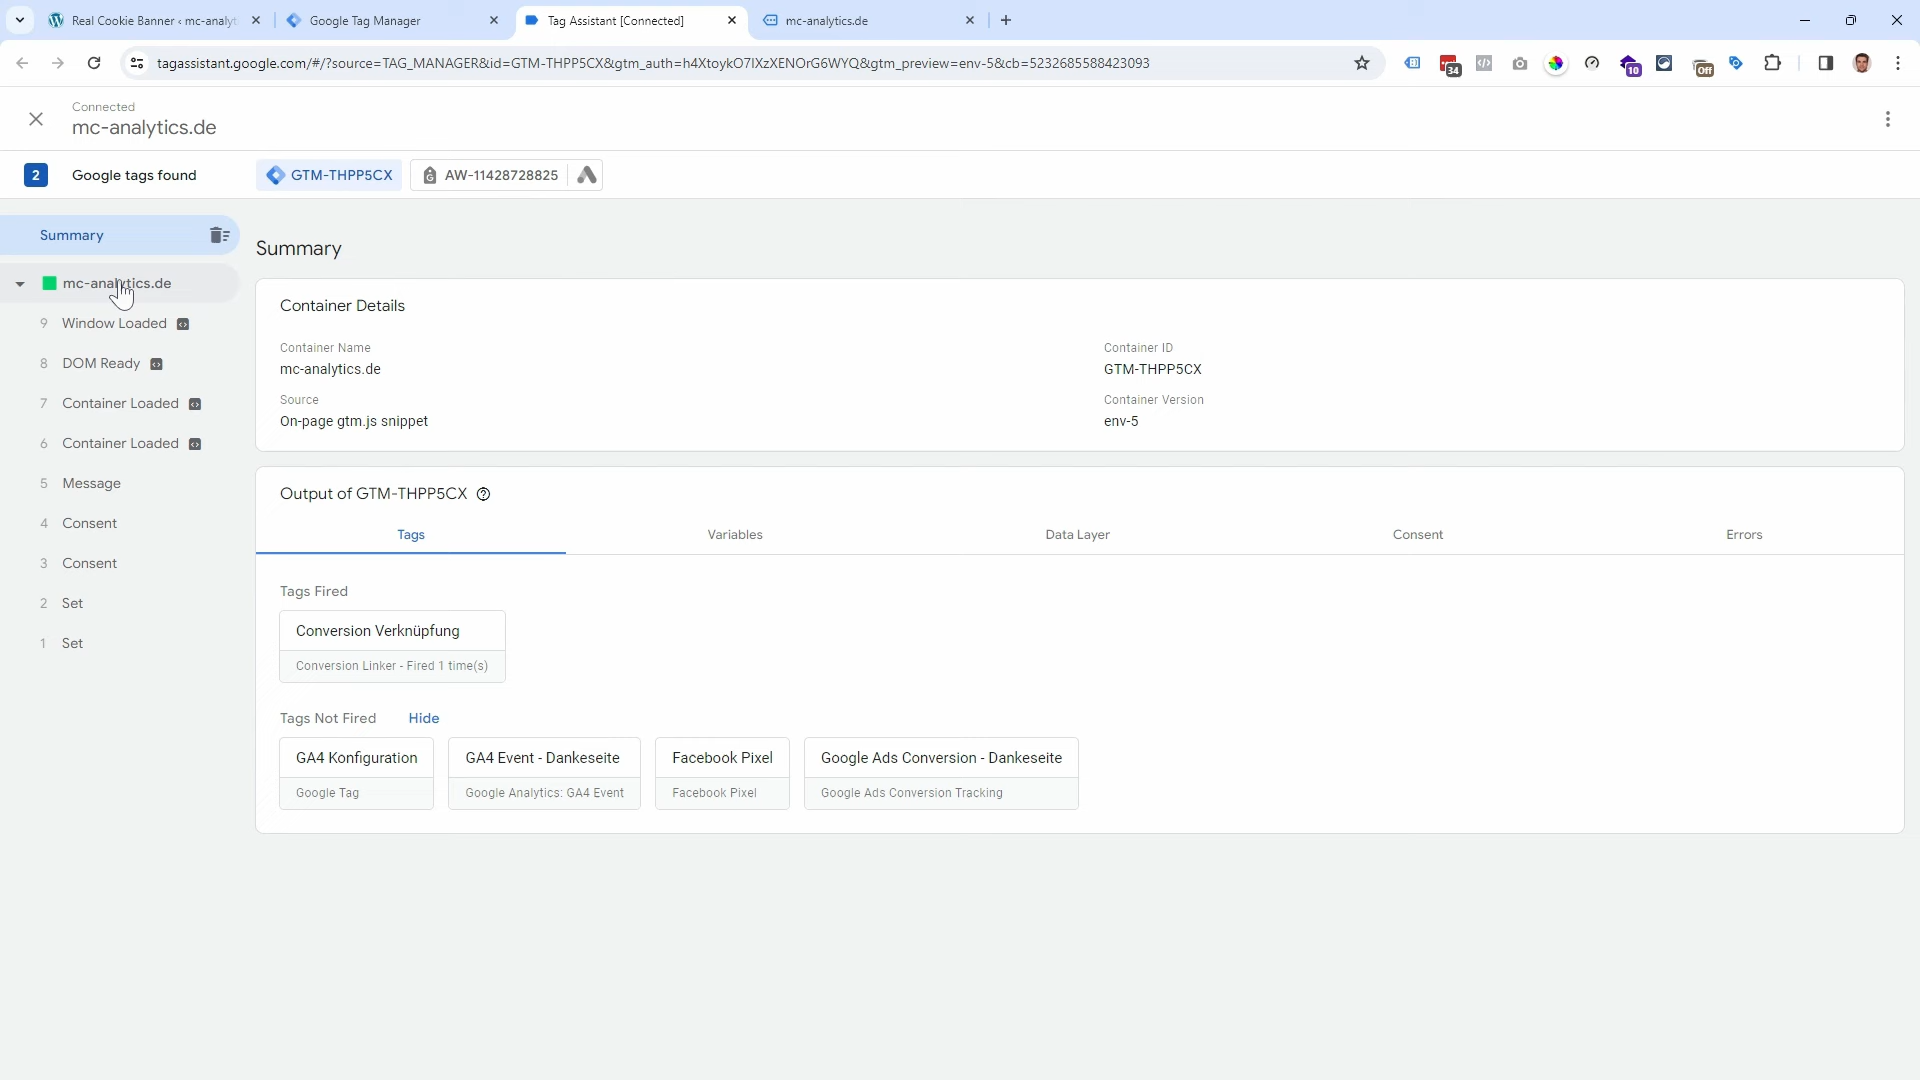 Real Cookie Banner ‹ mc-analyt
Google Tag Manager
Tag Assistant [Connected]
mc-analytics.de
tagassistant.google.com/#/?source=TAG_MANAGER&id=GTM-THPP5CX&gtm_auth=h4XtoykO7IXzXENOrG6WYQ&gtm_preview=env-5&cb=5232685588423093
34
10
Off
Connected
mc-analytics.de
2
Google tags found
GTM-THPP5CX
AW-11428728825
Summary
mc-analytics.de
9 Window Loaded
8 DOM Ready
7 Container Loaded
6 Container Loaded
5 Message
4 Consent
3 Consent
2 Set
1 Set
Summary
Container Details
Container Name
mc-analytics.de
Container ID
GTM-THPP5CX
Source
On-page gtm.js snippet
Container Version
env-5
Output of GTM-THPP5CX
Tags
Variables
Data Layer
Consent
Errors
Tags Fired
Conversion Verknüpfung
Conversion Linker - Fired 1 time(s)
Tags Not Fired
Hide
GA4 Konfiguration
Google Tag
GA4 Event - Dankeseite
Google Analytics: GA4 Event
Facebook Pixel
Facebook Pixel
Google Ads Conversion - Dankeseite
Google Ads Conversion Tracking